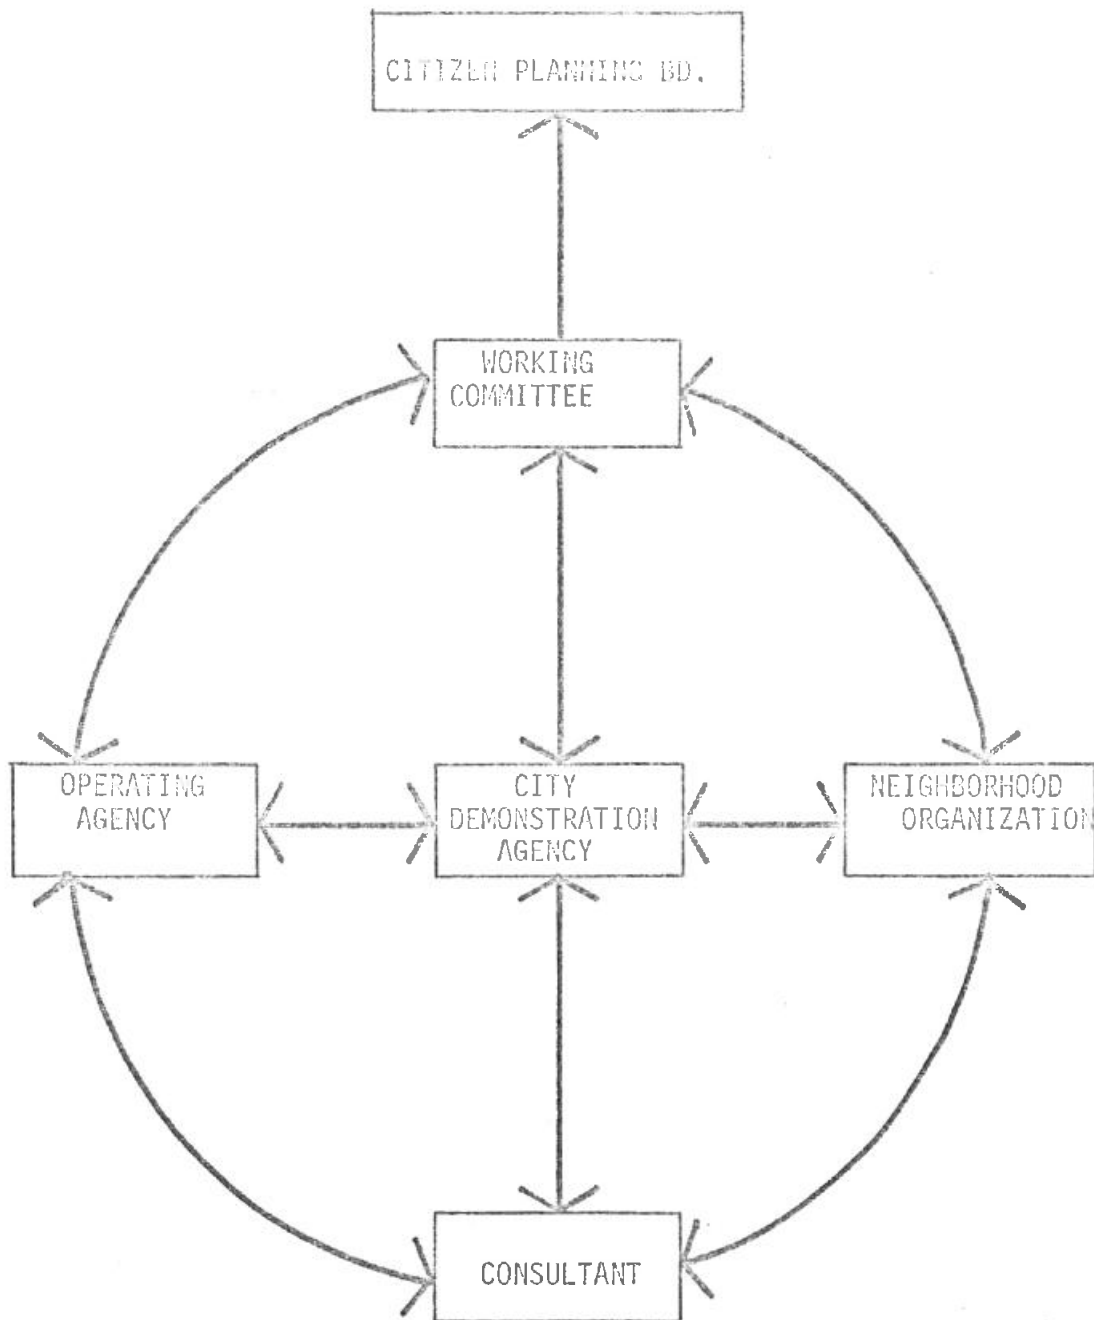 CITIZEN PLANNING BD.
WORKING
COMMITTEE
OPERATING
AGENCY
CITY
DEMONSTRATION
AGENCY
NEIGHBORHOOD
ORGANIZATION
CONSULTANT